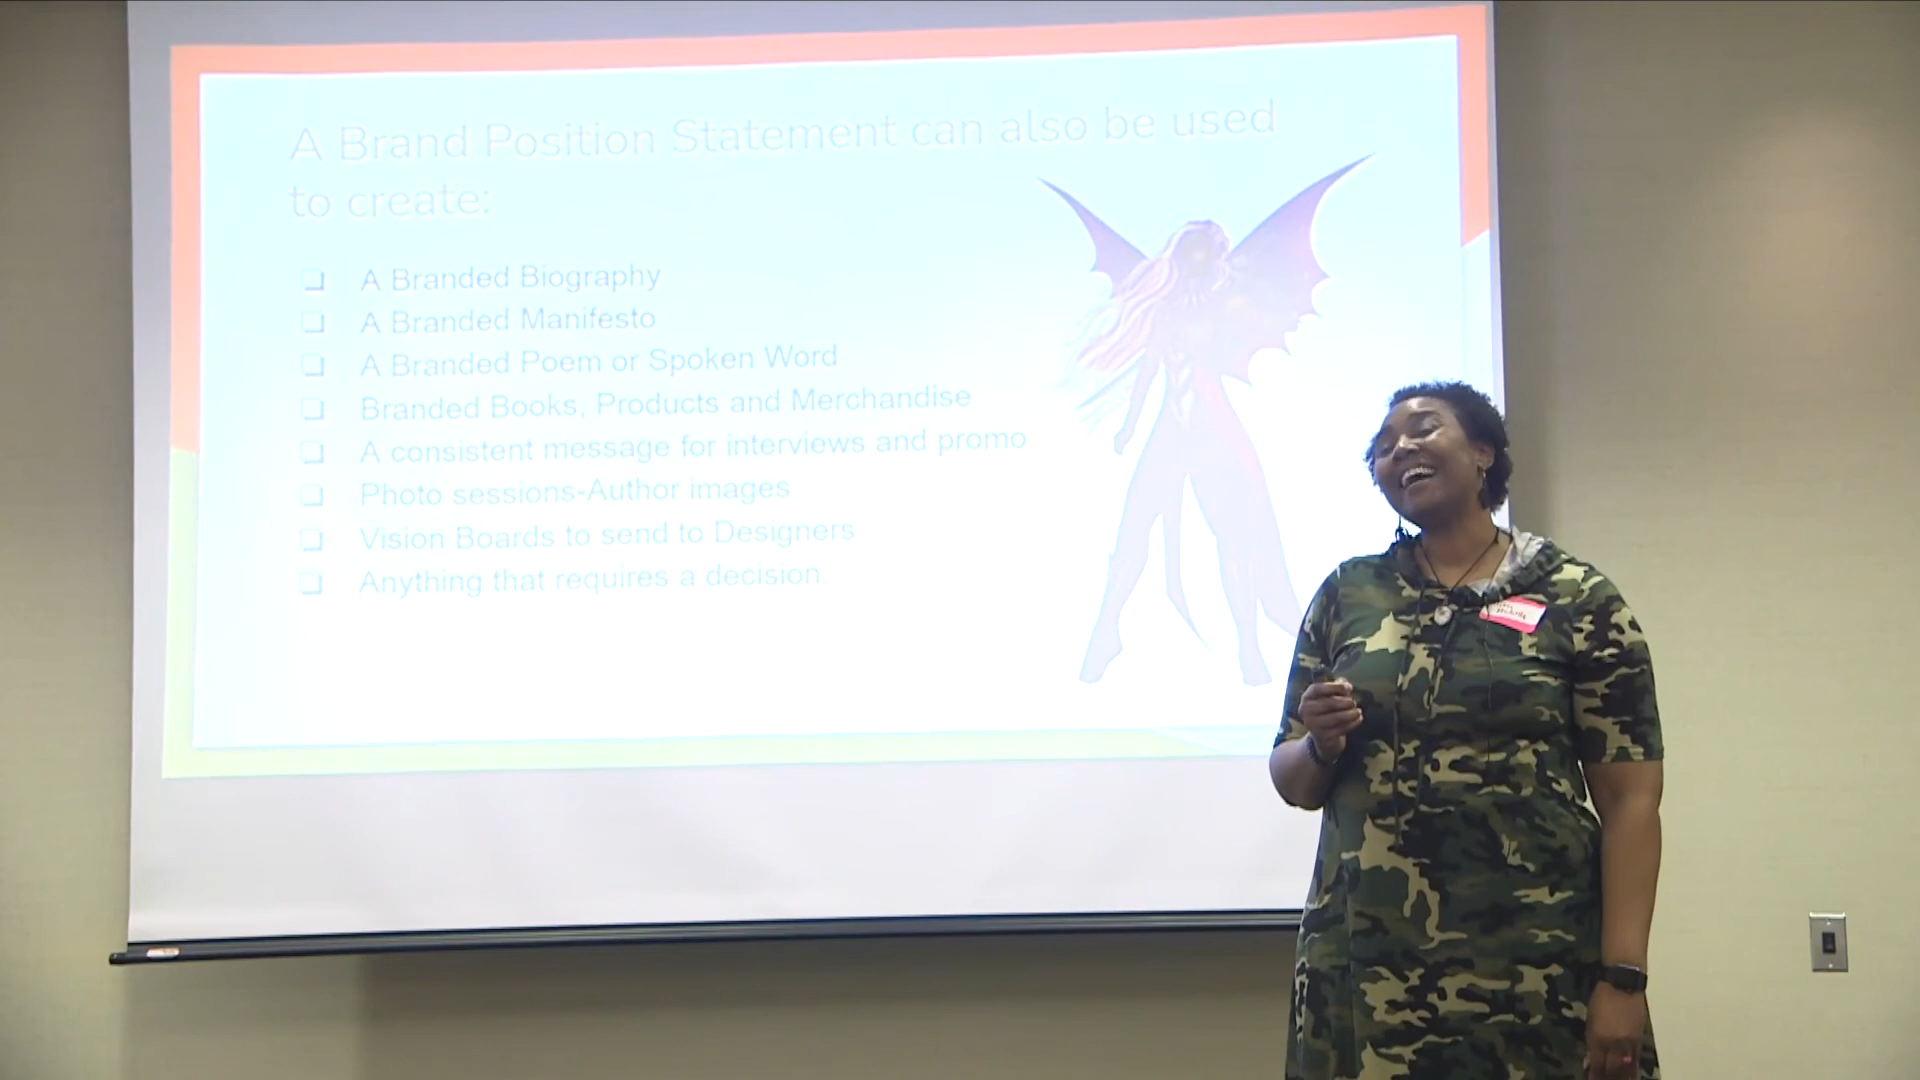 A Brand Position Statement can also be used
to create:
❏ A Branded Biography
❏ A Branded Manifesto
❏ A Branded Poem or Spoken Word
❏ Branded Books, Products and Merchandise
❏ A consistent message for interviews and promo
❏ Photo sessions-Author images
❏ Vision Boards to send to Designers
❏ Anything that requires a decision.